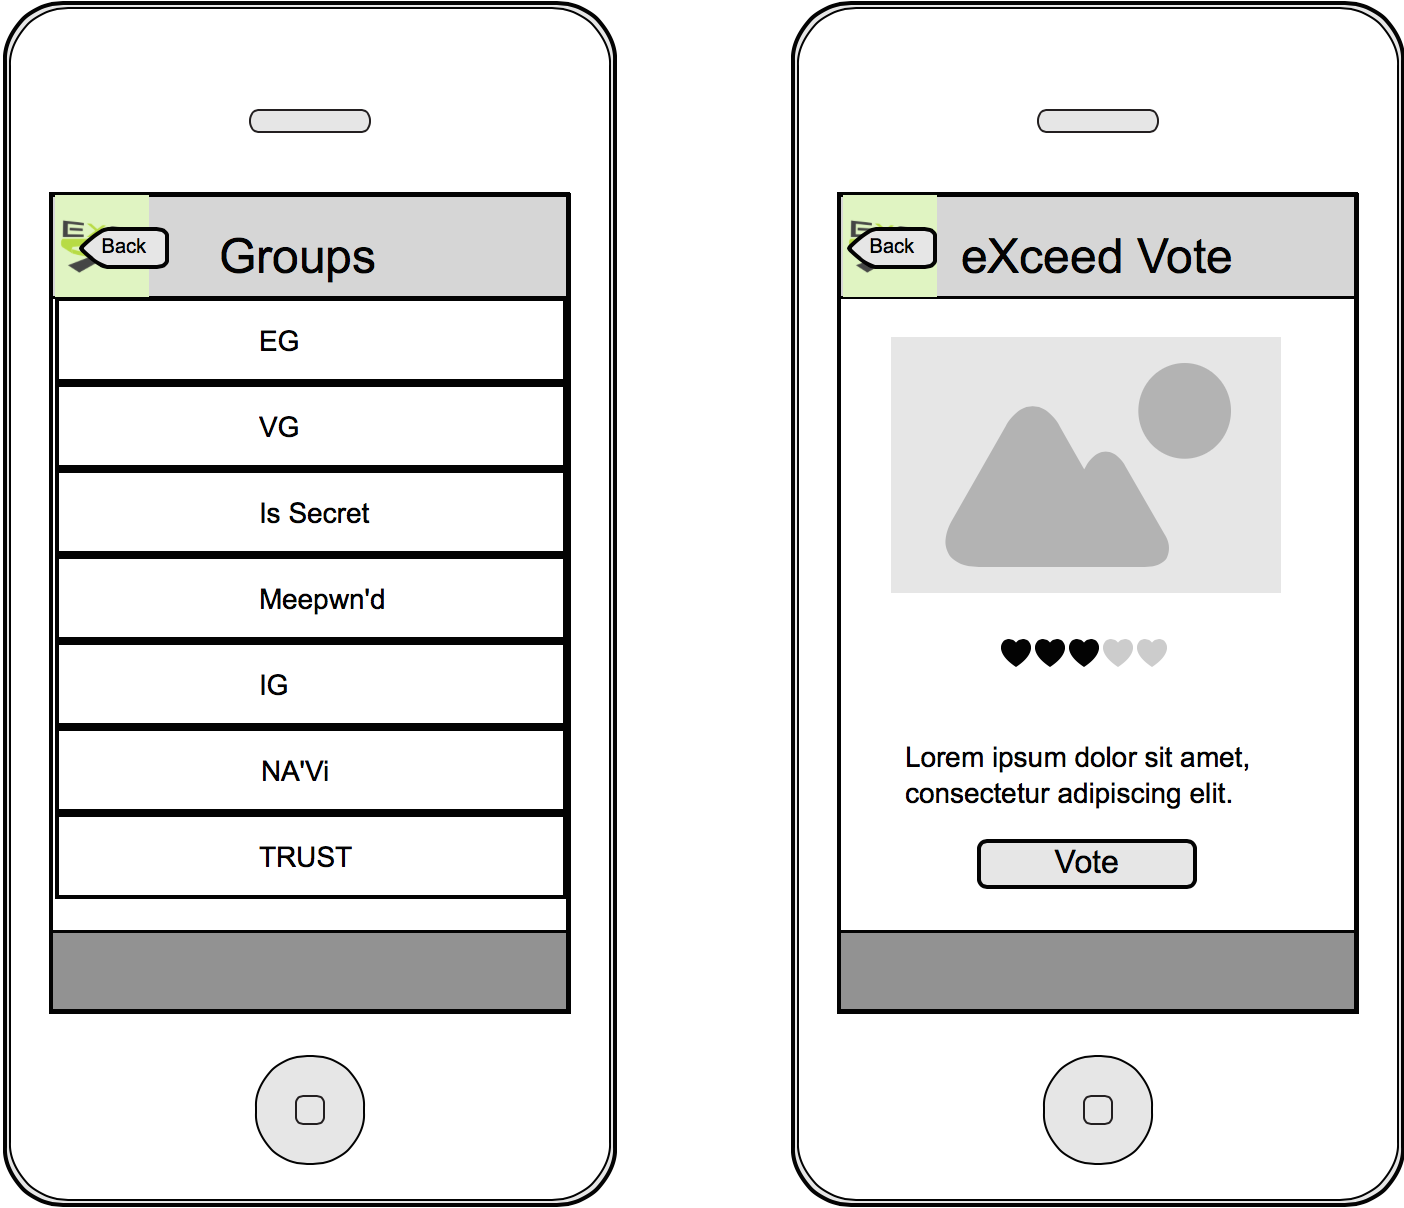 Back
Groups
EG
VG
Is Secret
Meepwn'd
IG
NA'Vi
TRUST
Back
eXceed Vote
Lorem ipsum dolor sit amet,
consectetur adipiscing elit.
Vote